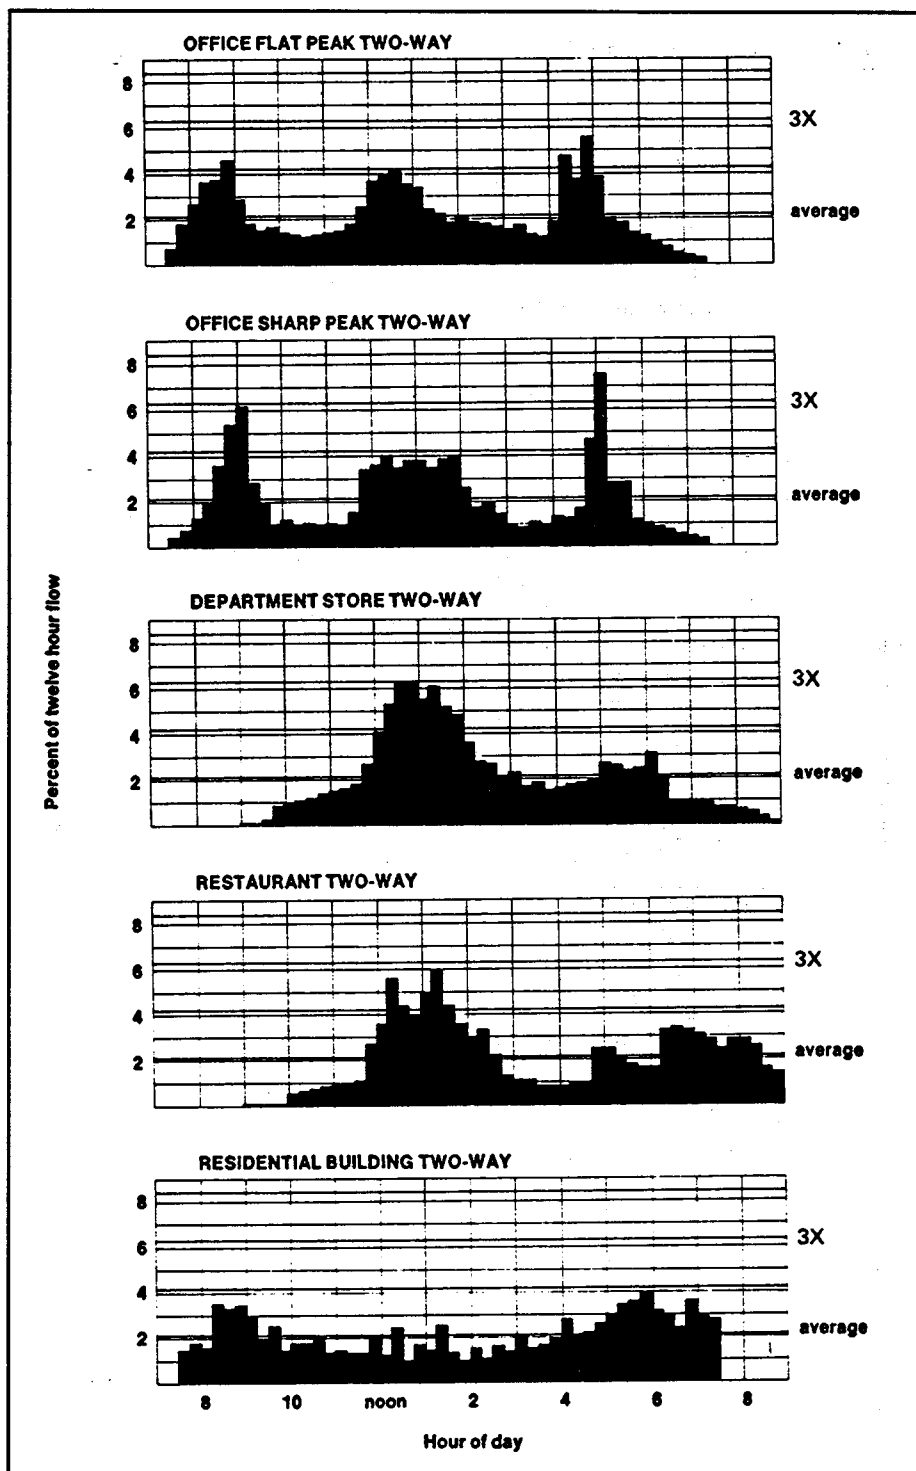 OFFICE FLAT PEAK TWO-WAY
8
6
4
2
3X
average
OFFICE SHARP PEAK TWO-WAY
8
6
4
2
3X
average
DEPARTMENT STORE TWO-WAY
8
6
4
2
3X
average
RESTAURANT TWO-WAY
8
6
4
2
3X
average
RESIDENTIAL BUILDING TWO-WAY
8
6
4
2
3X
average
8 10 noon 2 4 6 8
Hour of day
Percent of twelve hour flow